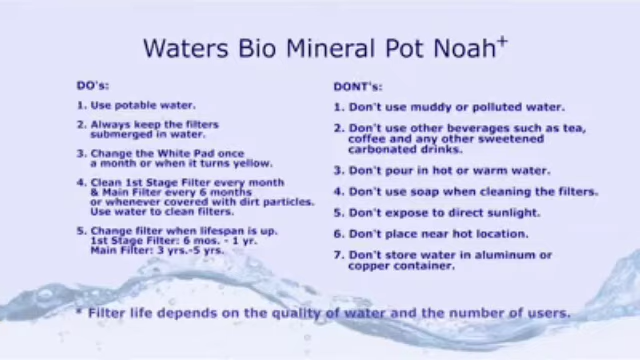 Waters Bio Mineral Pot Noah+
DO's:
1. Use potable water.
2. Always keep the filters
submerged in water.
3. Change the White Pad once
a month or when it turns yellow.
4. Clean 1st Stage Filter every month
& Main Filter every 6 months
or whenever covered with dirt particles.
Use water to clean filters.
5. Change filter when lifespan is up.
1st Stage Filter: 6 mos. - 1 yr.
Main Filter: 3 yrs.-5 yrs.
DONT's:
1. Don't use muddy or polluted water.
2. Don't use other beverages such as tea,
coffee and any other sweetened
carbonated drinks.
3. Don't pour in hot or warm water.
4. Don't use soap when cleaning the filters.
5. Don't expose to direct sunlight.
6. Don't place near hot location.
7. Don't store water in aluminum or
copper container.
* Filter life depends on the quality of water and the number of users.